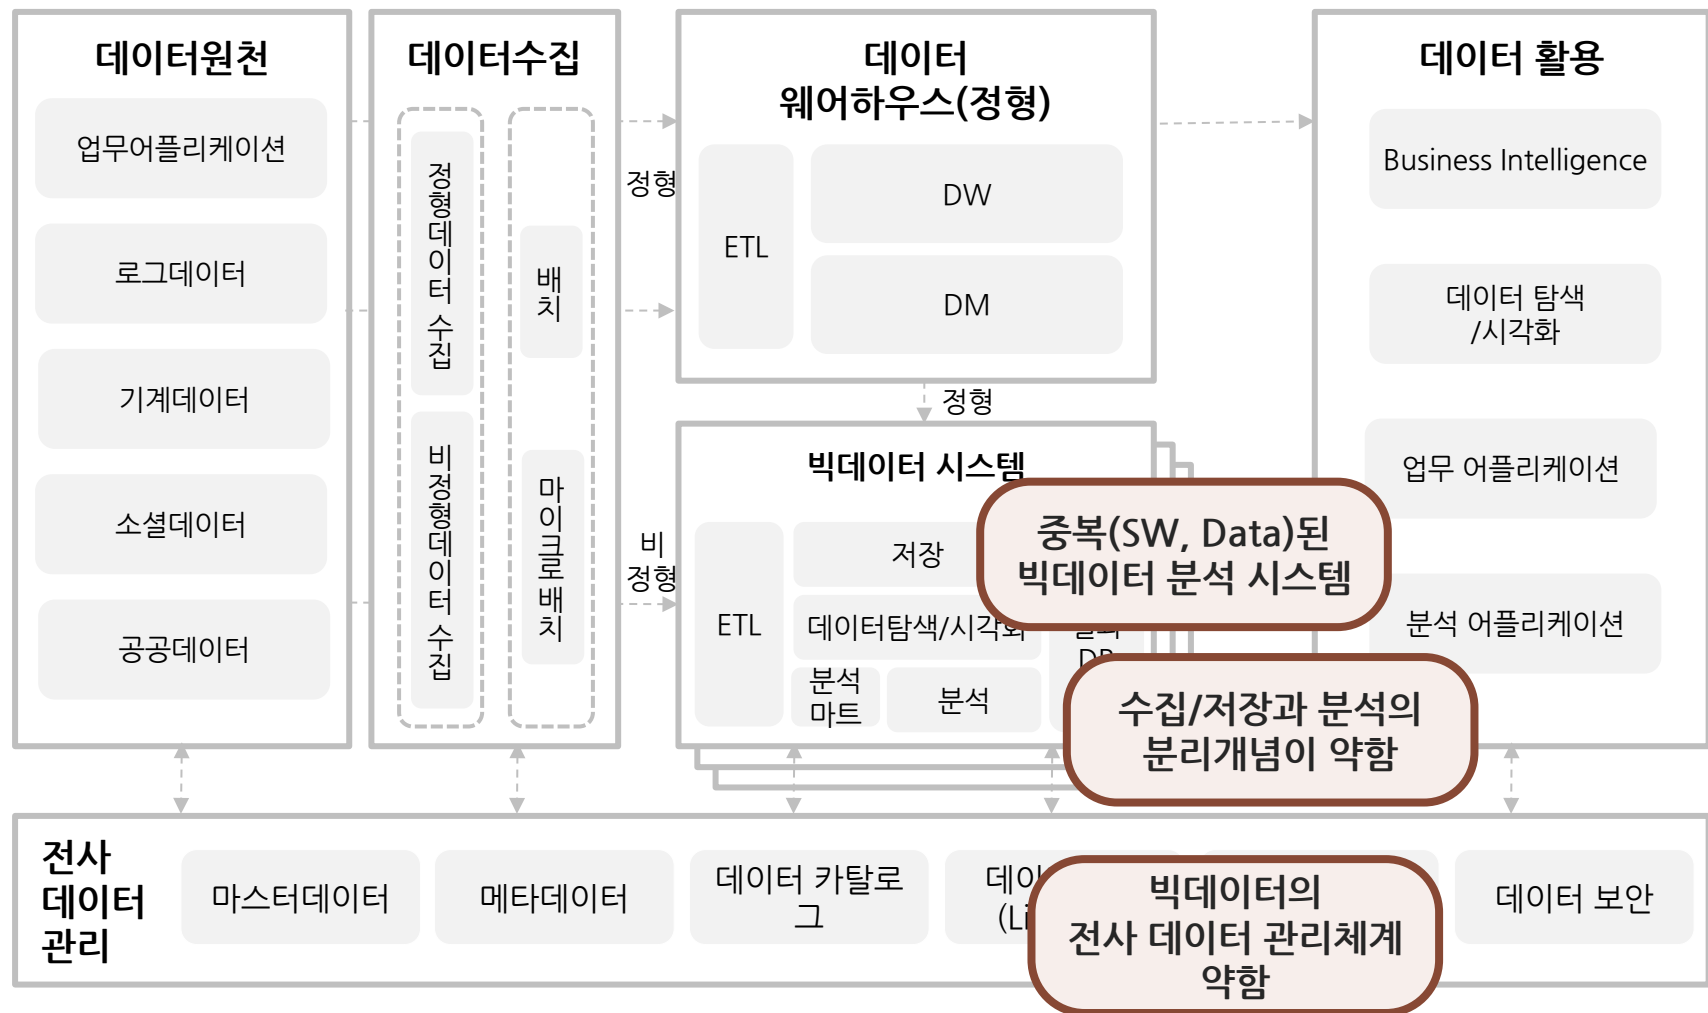 데이터원천
업무어플리케이션
로그데이터
기계데이터
소셜데이터
공공데이터
데이터수집
정형데이터 수집
비정형데이터 수집
배치
마이크로배치
정형
비
정형
데이터
웨어하우스(정형)
ETL
DW
DM
정형
빅데이터 시스템
ETL
저장
데이터탐색/시각화
분석
마트
분석
DB
중복(SW, Data)된
빅데이터 분석 시스템
수집/저장과 분석의
분리개념이 약함
데이터 활용
Business Intelligence
데이터 탐색
/시각화
업무 어플리케이션
분석 어플리케이션
전사
데이터
관리
마스터데이터
메타데이터
데이터 카탈로
그
빅데이터의
전사 데이터 관리체계
약함
데이터 보안